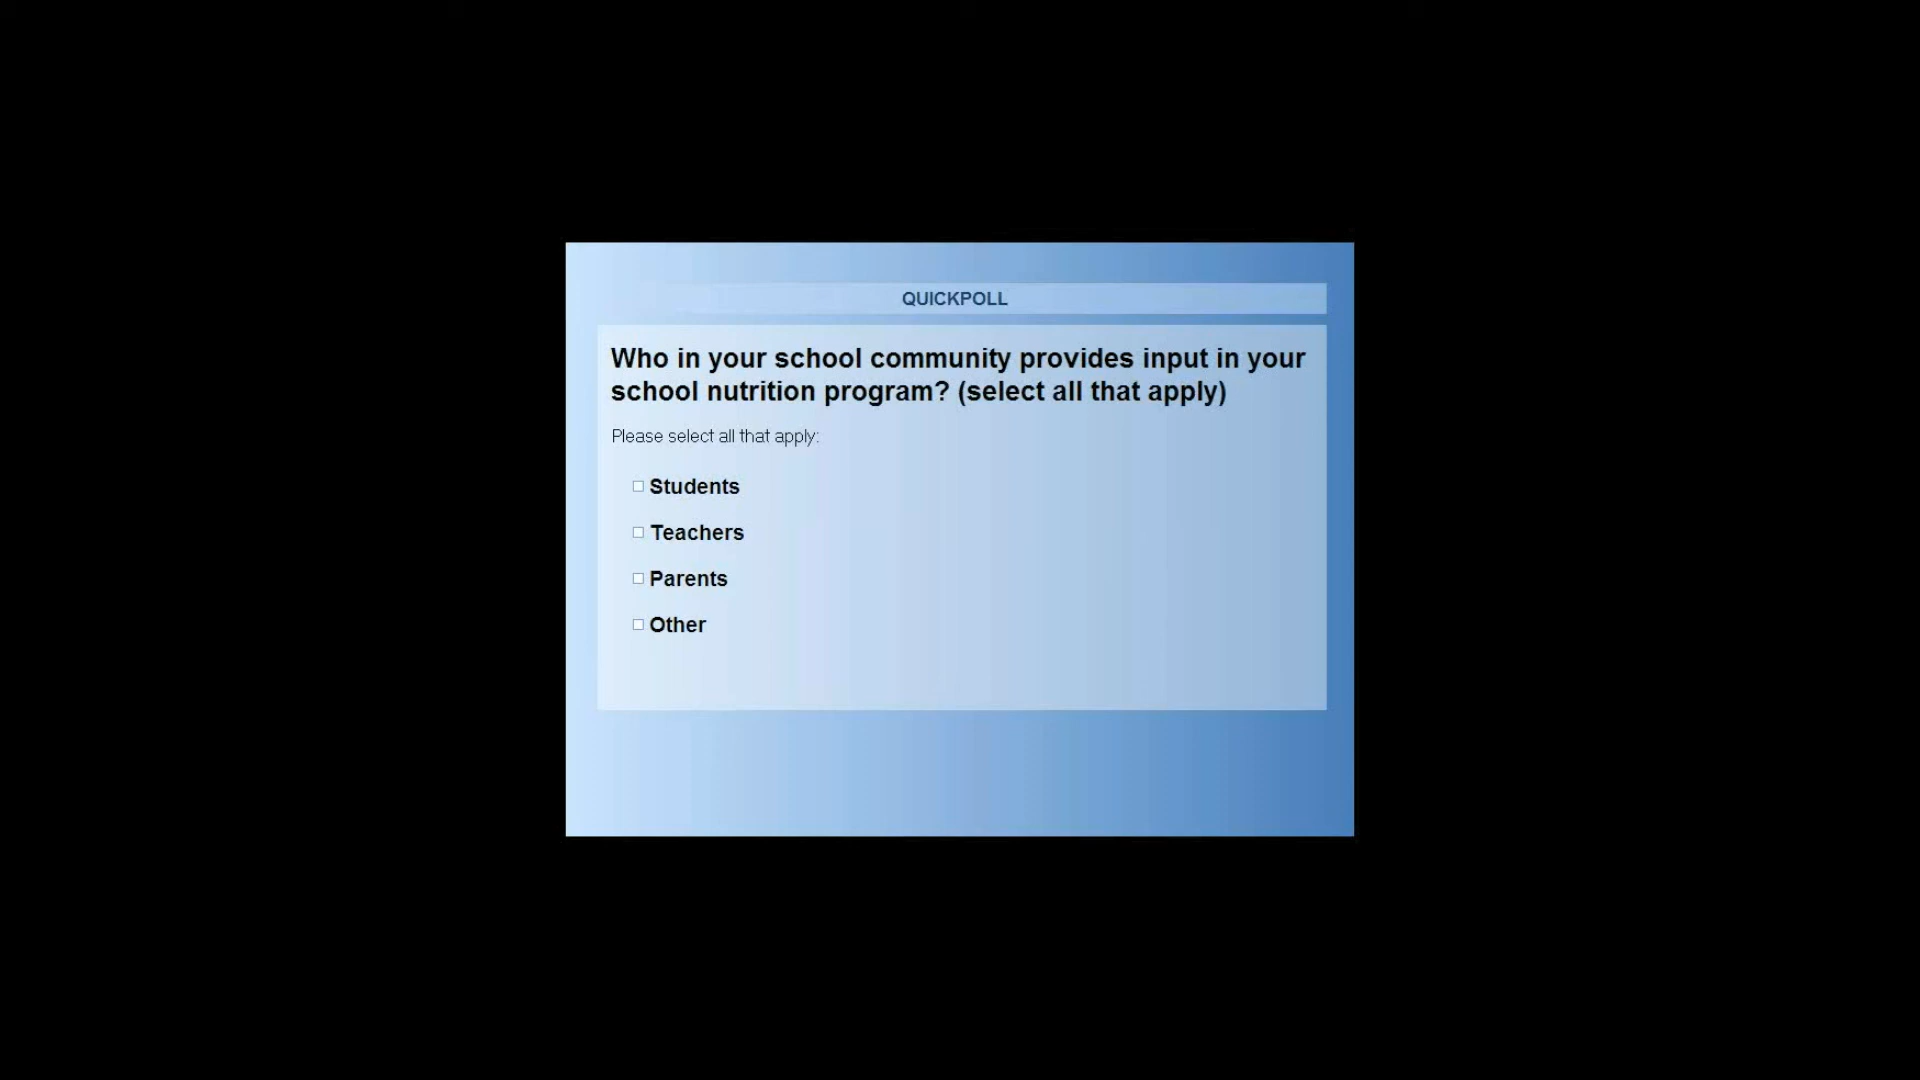 QUICKPOLL
Who in your school community provides input in your
school nutrition program? (select all that apply)
Please select all that apply:
Students
Teachers
Parents
Other